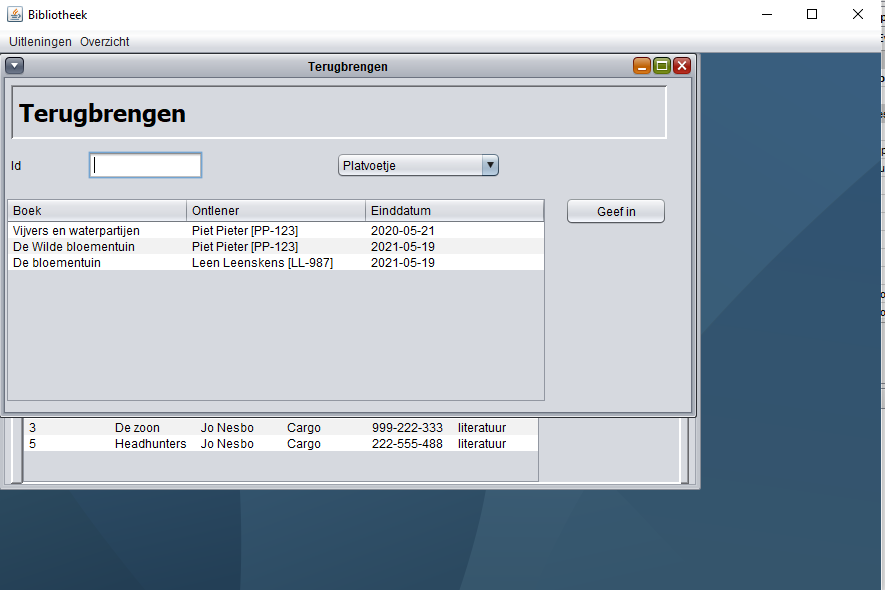 Bibliotheek
Uitleningen Overzicht
Terugbrengen
Terugbrengen
Id Platvoetje
Boek Ontlener Einddatum Geef in
Vijvers en waterpartijen Piet Pieter [PP-123] 2020-05-21
De Wilde bloementuin Piet Pieter [PP-123] 2021-05-19
De bloementuin Leen Leenskens [LL-987] 2021-05-19
3 De zoon Jo Nesbo Cargo 999-222-333 literatuur
5 Headhunters Jo Nesbo Cargo 222-555-488 literatuur